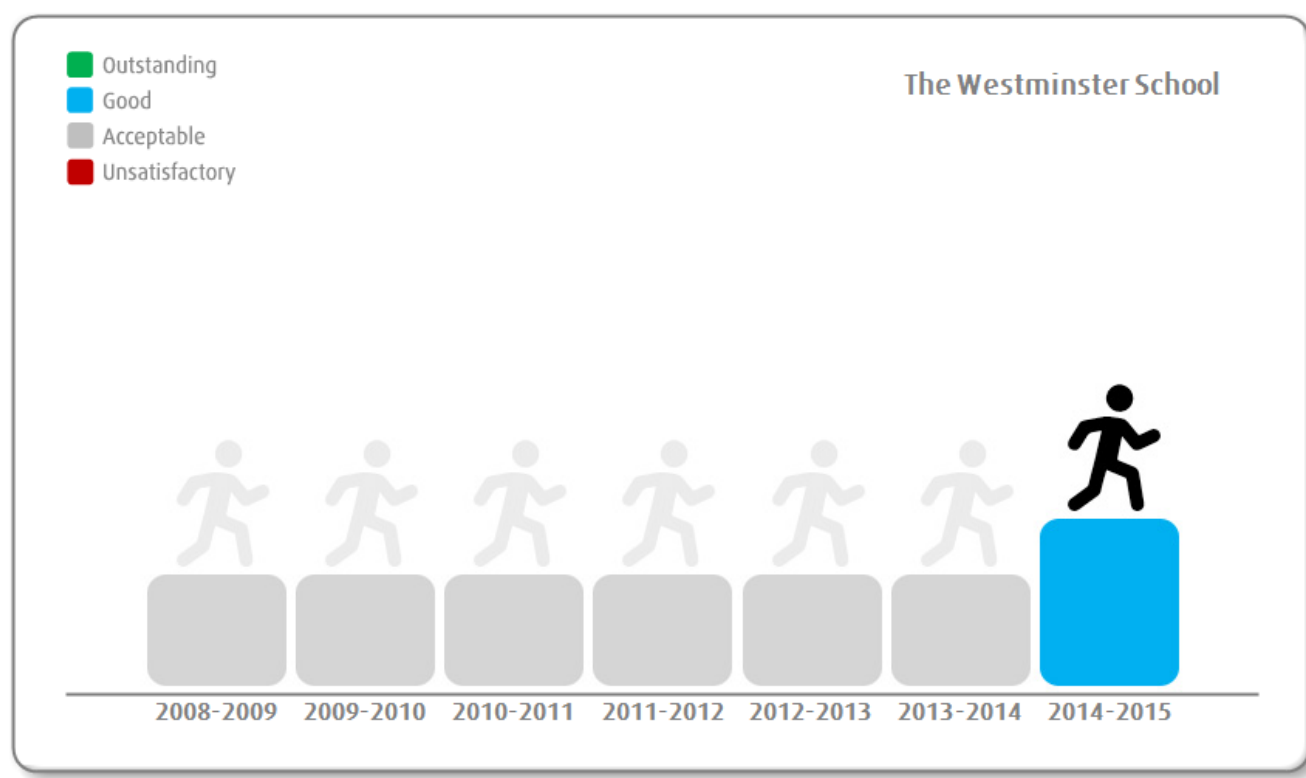 Outstanding
Good
Acceptable
Unsatisfactory
The Westminster School
2008-2009 2009-2010 2010-2011 2011-2012 2012-2013 2013-2014 2014-2015